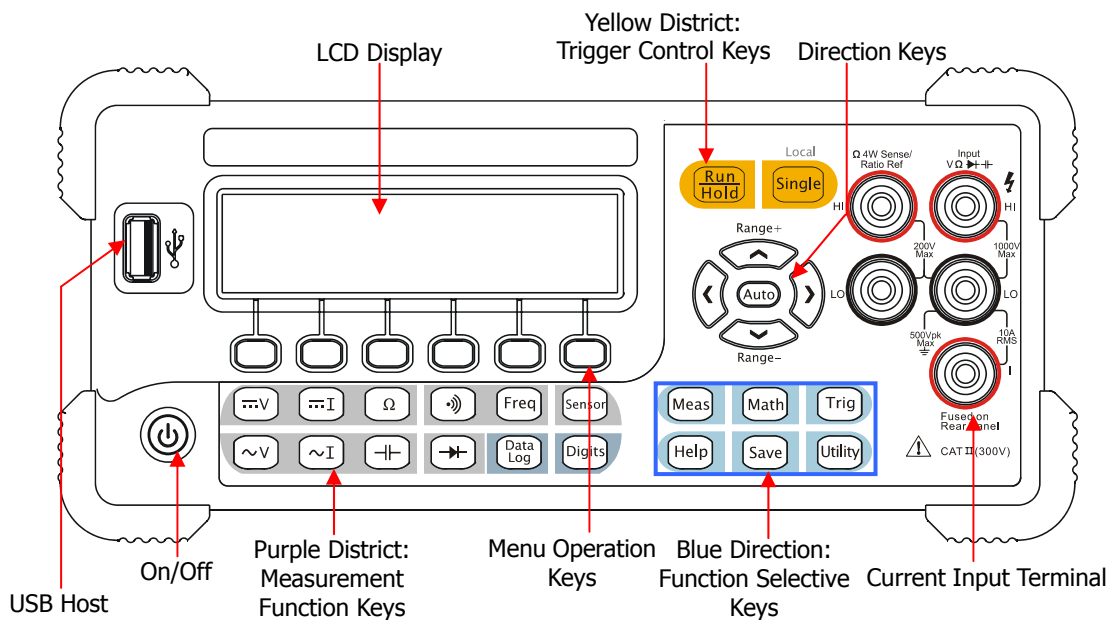 Yellow District:
Trigger Control Keys
LCD Display
Direction Keys
Local
Run
Hold
Single
Ω 4W Sense/
Ratio Ref
Input
V Ω
HI
HI
Range+
200V
Max
1000V
Max
Auto
LO
LO
Range-
500Vpk
Max
10A
RMS
I
V
I
Ω
Freq
Sensor
Meas
Math
Trig
Fused on
Rear Panel
~V
~I
Data
Log
Digits
Help
Save
Utility
CAT II (300V)
On/Off
USB Host
Purple District:
Measurement
Function Keys
Menu Operation
Keys
Blue Direction:
Function Selective
Keys
Current Input Terminal